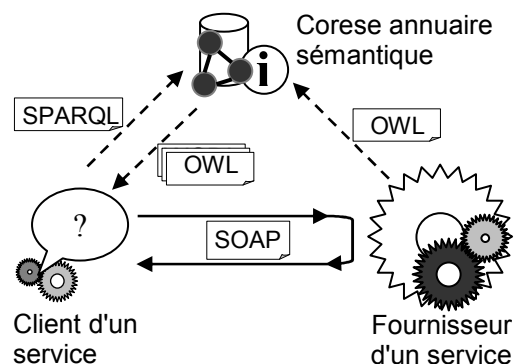 Corese annuaire
sémantique
i
SPARQL
OWL
OWL
?
SOAP
Client d'un
service
Fournisseur
d'un service